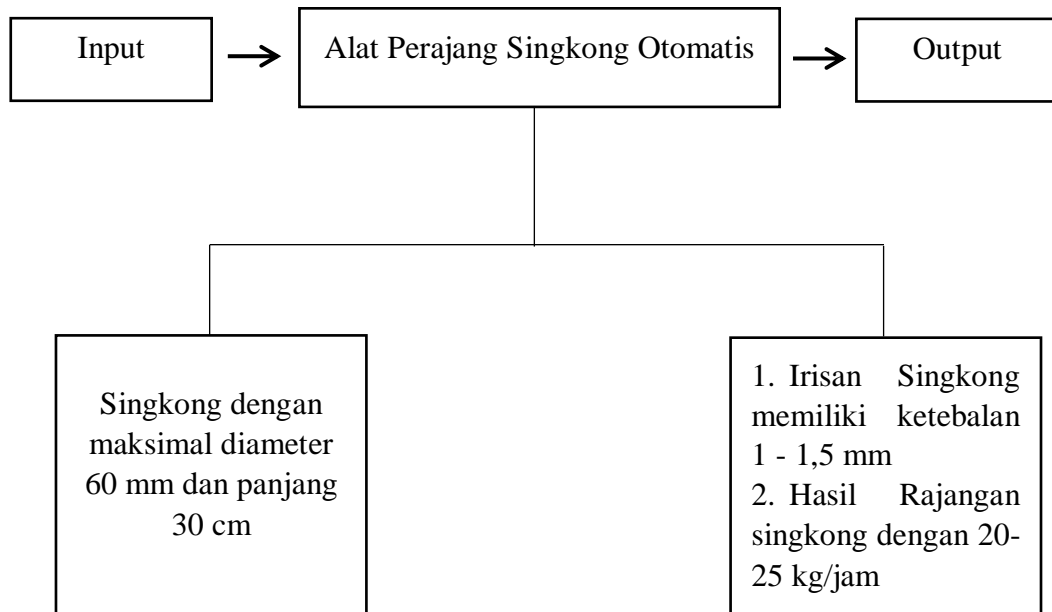 Input
Alat Perajang Singkong Otomatis
Output
Singkong dengan
maksimal diameter
60 mm dan panjang
30 cm
1. Irisan Singkong
memiliki ketebalan
1 - 1,5 mm
2. Hasil Rajangan
singkong dengan 20-
25 kg/jam